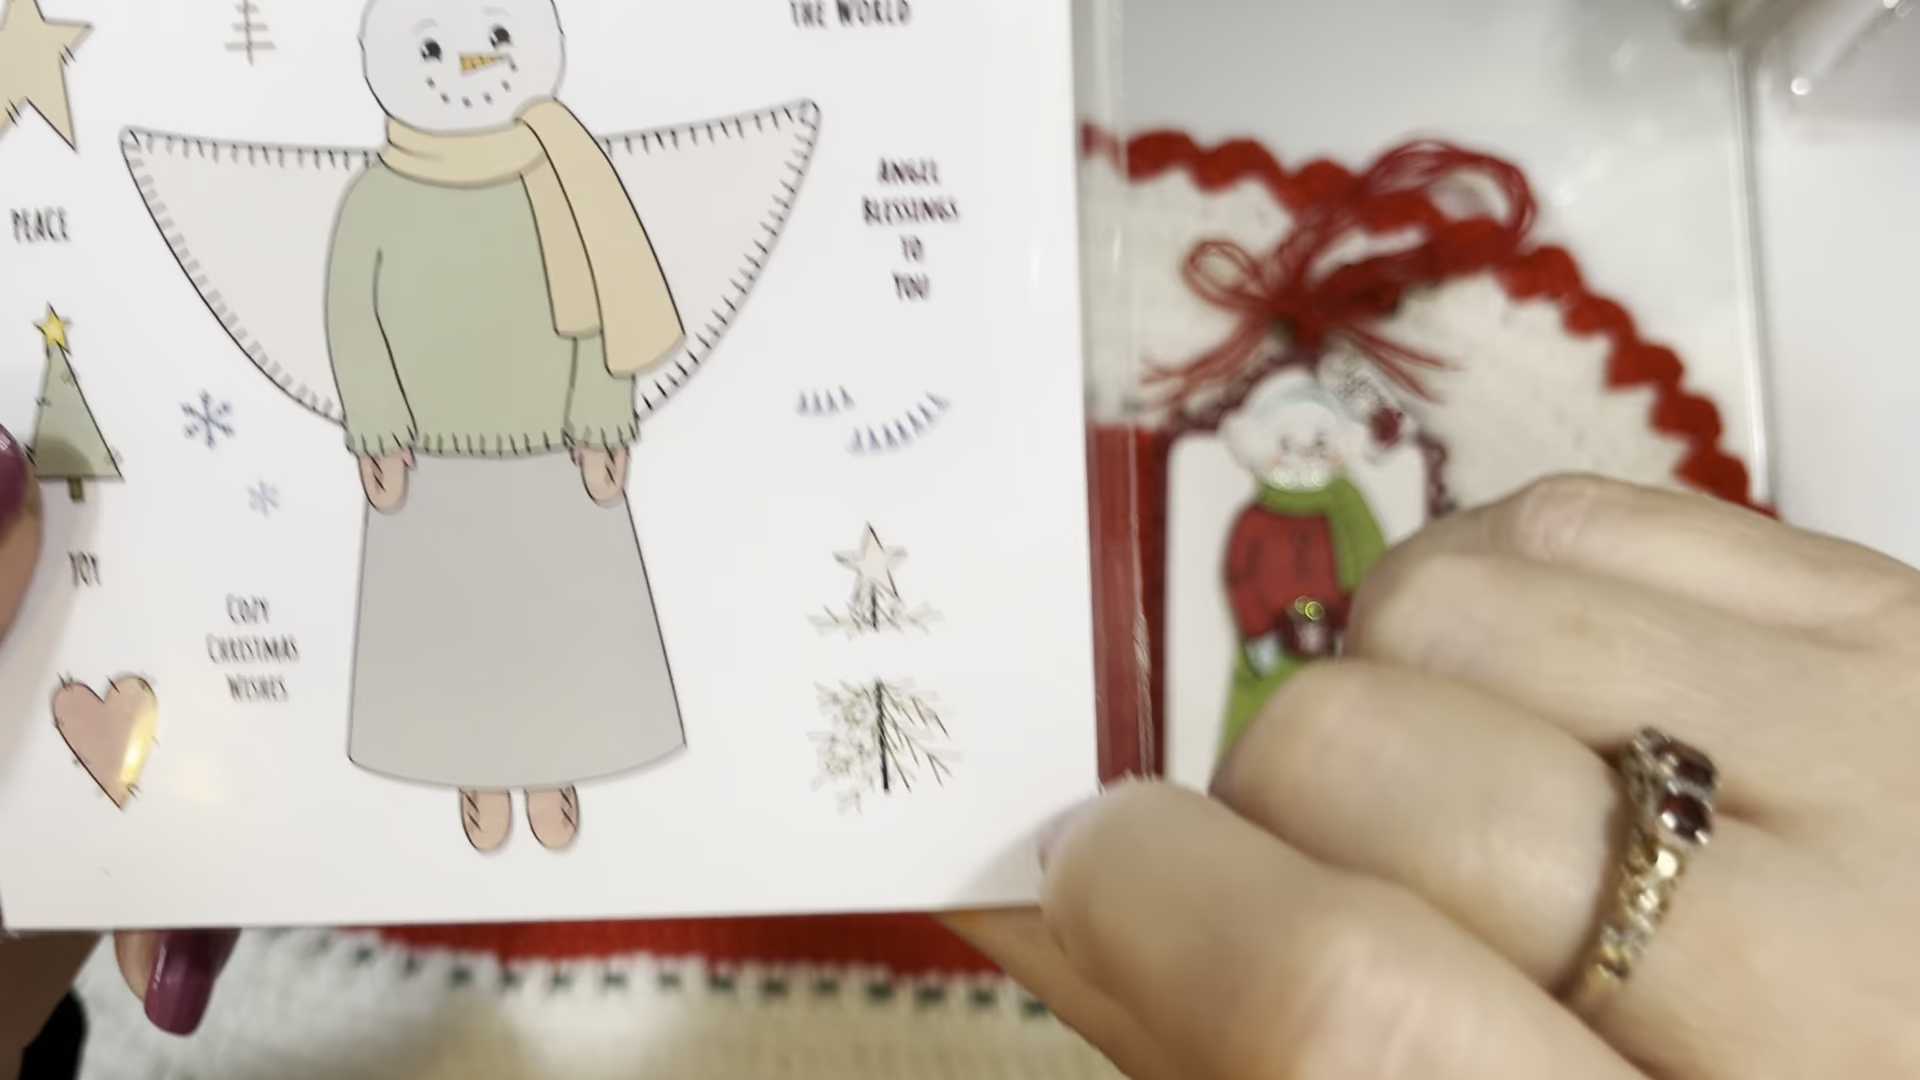 THE WORLD
PEACE
ANGEL
BLESSINGS
TO
YOU
JOY
COZY
CHRISTMAS
WISHES